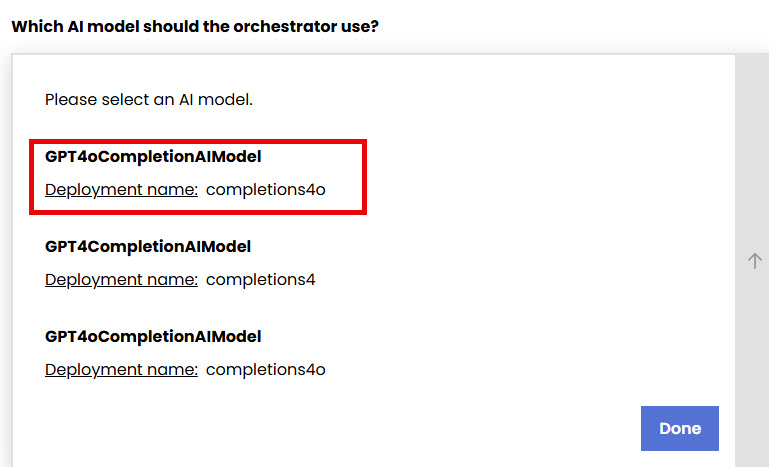 Which AI model should the orchestrator use?
Please select an AI model.
GPT4oCompletionAIModel
Deployment name: completions4o
GPT4CompletionAIModel
Deployment name: completions4
GPT4oCompletionAIModel
Deployment name: completions4o
Done